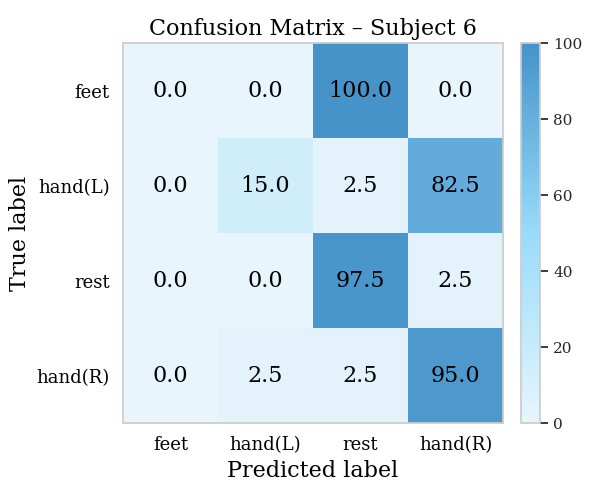 Confusion Matrix – Subject 6
feet 0.0 0.0 100.0 0.0
hand(L) 0.0 15.0 2.5 82.5
rest 0.0 0.0 97.5 2.5
hand(R) 0.0 2.5 2.5 95.0
feet hand(L) rest hand(R)
Predicted label
True label
100
80
60
40
20
0